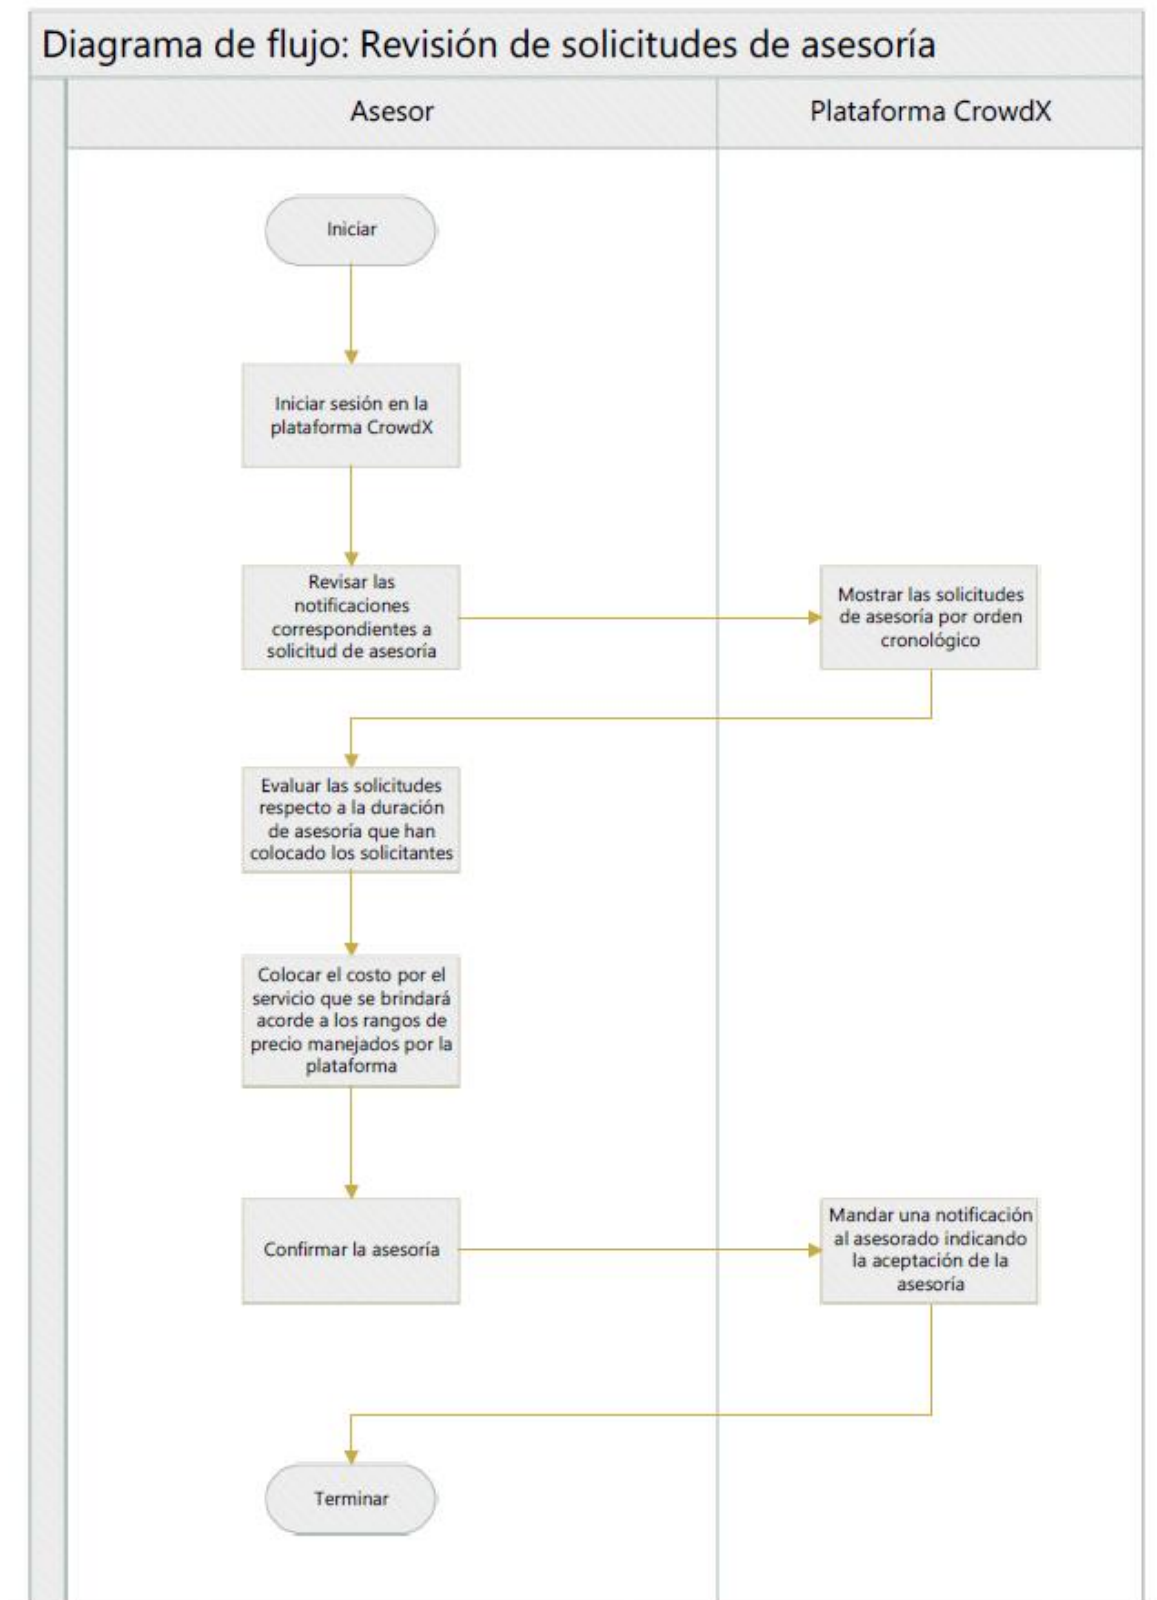 Diagrama de flujo: Revisión de solicitudes de asesoría
Asesor
Plataforma CrowdX
Iniciar
Iniciar sesión en la
plataforma CrowdX
Revisar las
notificaciones
correspondientes a
solicitud de asesoría
Mostrar las solicitudes
de asesoría por orden
cronológico
Evaluar las solicitudes
respecto a la duración
de asesoría que han
colocado los solicitantes
Colocar el costo por el
servicio que se brindará
acorde a los rangos de
precio manejados por la
plataforma
Confirmar la asesoría
Mandar una notificación
al asesorado indicando
la aceptación de la
asesoría
Terminar